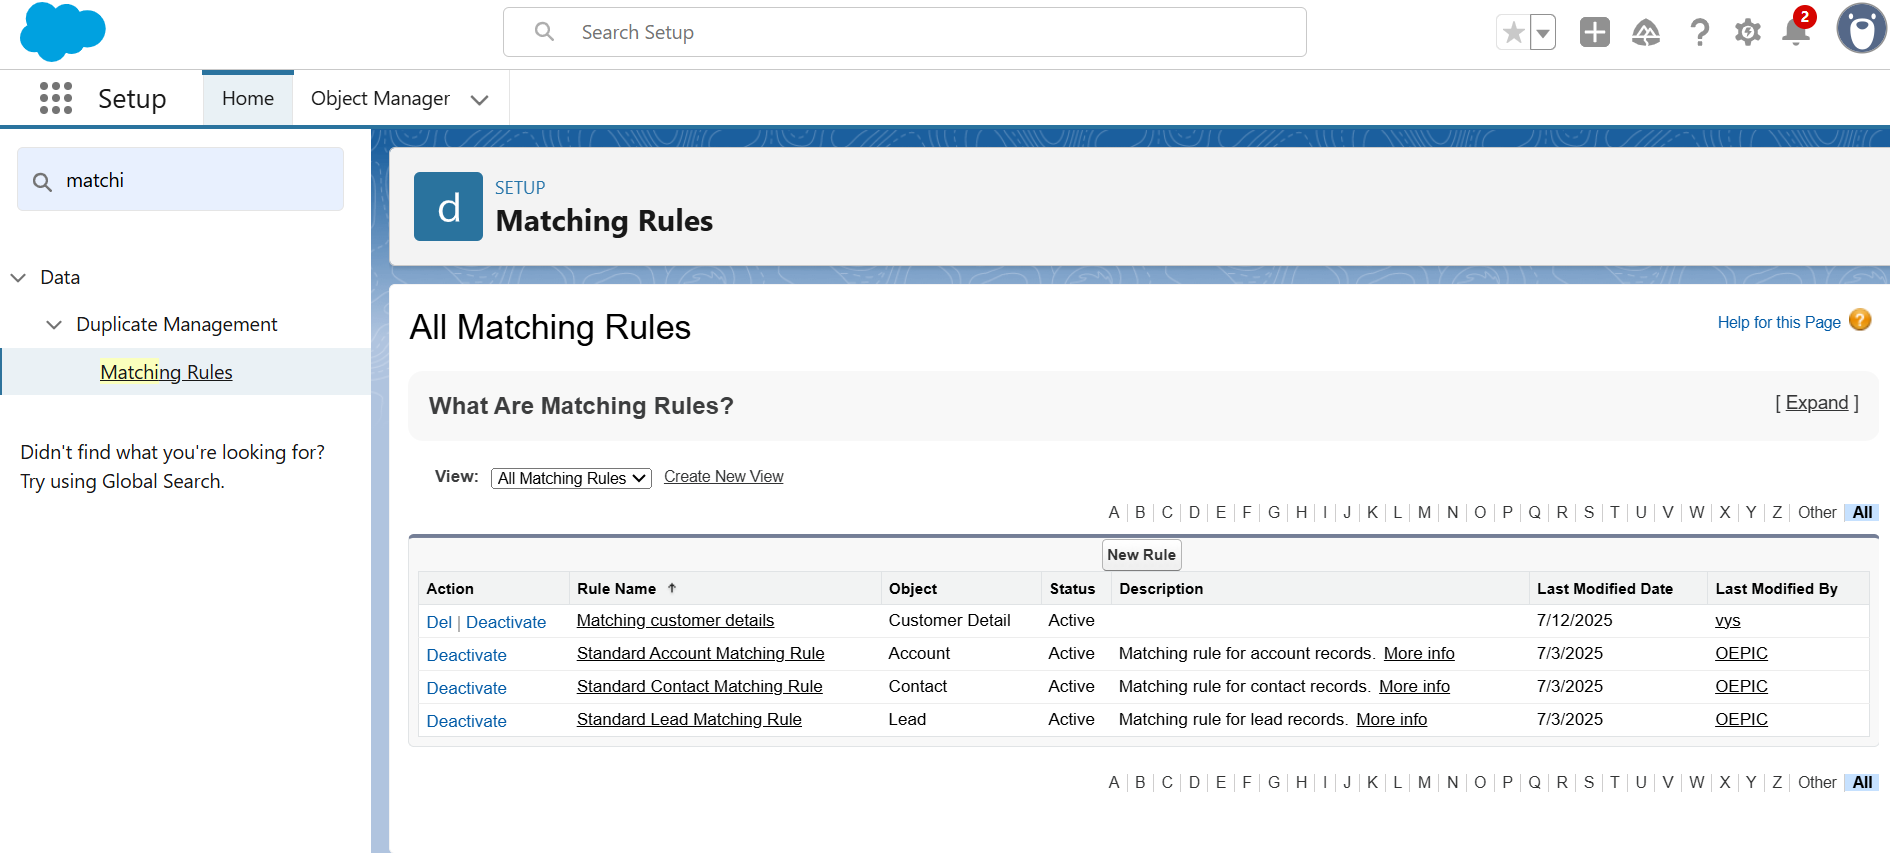 Search Setup
2
Setup
Home
Object Manager
matchi
Data
Duplicate Management
Matching Rules
Didn't find what you're looking for?
Try using Global Search.
d
SETUP
Matching Rules
All Matching Rules
Help for this Page ?
What Are Matching Rules?
[ Expand ]
View: All Matching Rules Create New View
A | B | C | D | E | F | G | H | I | J | K | L | M | N | O | P | Q | R | S | T | U | V | W | X | Y | Z | Other | All
New Rule
Action Rule Name ↑ Object Status Description Last Modified Date Last Modified By
Del | Deactivate Matching customer details Customer Detail Active 7/12/2025 vys
Deactivate Standard Account Matching Rule Account Active Matching rule for account records. More info 7/3/2025 OEPIC
Deactivate Standard Contact Matching Rule Contact Active Matching rule for contact records. More info 7/3/2025 OEPIC
Deactivate Standard Lead Matching Rule Lead Active Matching rule for lead records. More info 7/3/2025 OEPIC
A | B | C | D | E | F | G | H | I | J | K | L | M | N | O | P | Q | R | S | T | U | V | W | X | Y | Z | Other | All